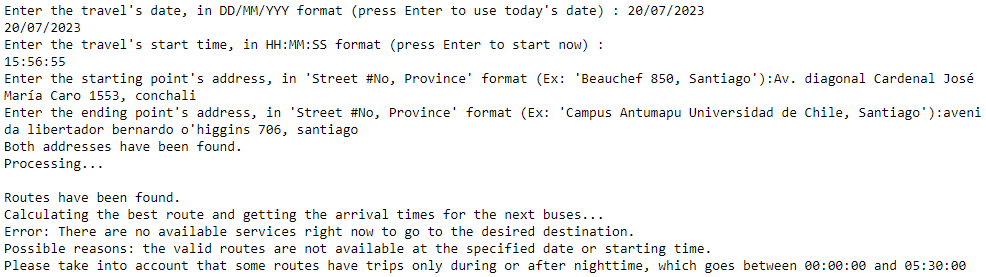 Enter the travel's date, in DD/MM/YYY format (press Enter to use today's date) : 20/07/2023
20/07/2023
Enter the travel's start time, in HH:MM:SS format (press Enter to start now) :
15:56:55
Enter the starting point's address, in 'Street #No, Province' format (Ex: 'Beauchef 850, Santiago'):Av. diagonal Cardenal José
María Caro 1553, conchali
Enter the ending point's address, in 'Street #No, Province' format (Ex: 'Campus Antumapu Universidad de Chile, Santiago'):aveni
da libertador bernardo o'higgins 706, santiago
Both addresses have been found.
Processing...

Routes have been found.
Calculating the best route and getting the arrival times for the next buses...
Error: There are no available services right now to go to the desired destination.
Possible reasons: the valid routes are not available at the specified date or starting time.
Please take into account that some routes have trips only during or after nighttime, which goes between 00:00:00 and 05:30:00